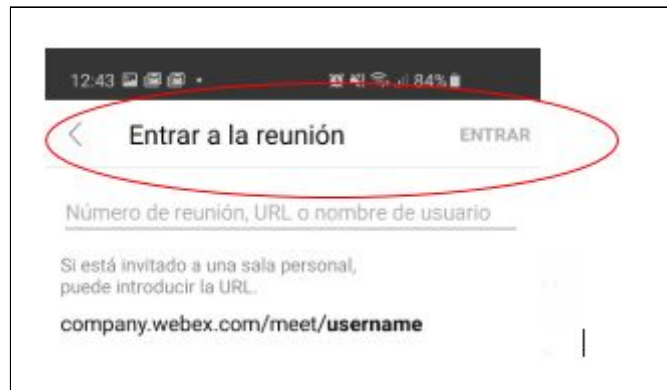 12:43 84%
Entrar a la reunión ENTRAR
Número de reunión, URL o nombre de usuario
Si está invitado a una sala personal,
puede introducir la URL.
company.webex.com/meet/username